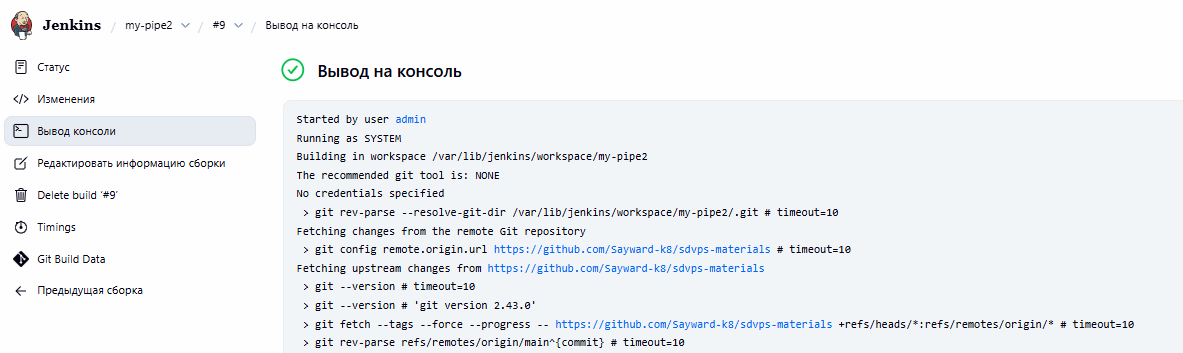 Jenkins / my-pipe2 / #9 / Вывод на консоль
Статус
Изменения
Вывод консоли
Редактировать информацию сборки
Delete build ‘#9’
Timings
Git Build Data
Предыдущая сборка
Вывод на консоль
Started by user admin
Running as SYSTEM
Building in workspace /var/lib/jenkins/workspace/my-pipe2
The recommended git tool is: NONE
No credentials specified
> git rev-parse --resolve-git-dir /var/lib/jenkins/workspace/my-pipe2/.git # timeout=10
Fetching changes from the remote Git repository
> git config remote.origin.url https://github.com/Sayward-k8/sdvps-materials # timeout=10
Fetching upstream changes from https://github.com/Sayward-k8/sdvps-materials
> git --version # timeout=10
> git --version # 'git version 2.43.0'
> git fetch --tags --force --progress -- https://github.com/Sayward-k8/sdvps-materials +refs/heads/*:refs/remotes/origin/* # timeout=10
> git rev-parse refs/remotes/origin/main^{commit} # timeout=10